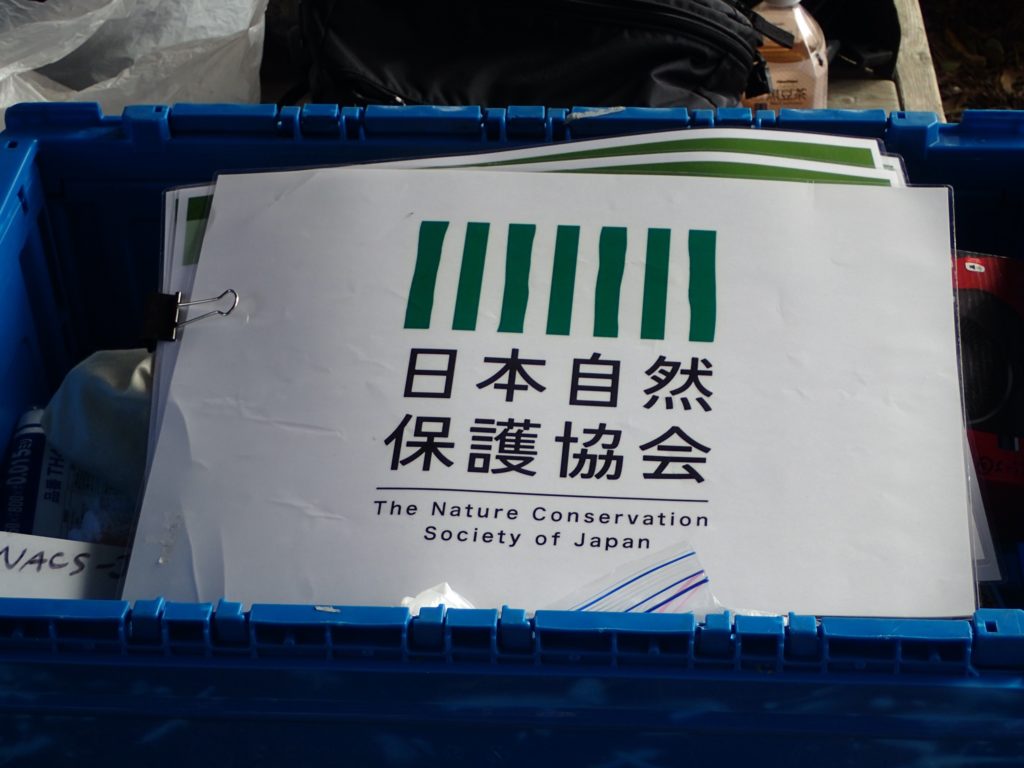 日本自然
保護協会
The Nature Conservation
Society of Japan
NACS-J